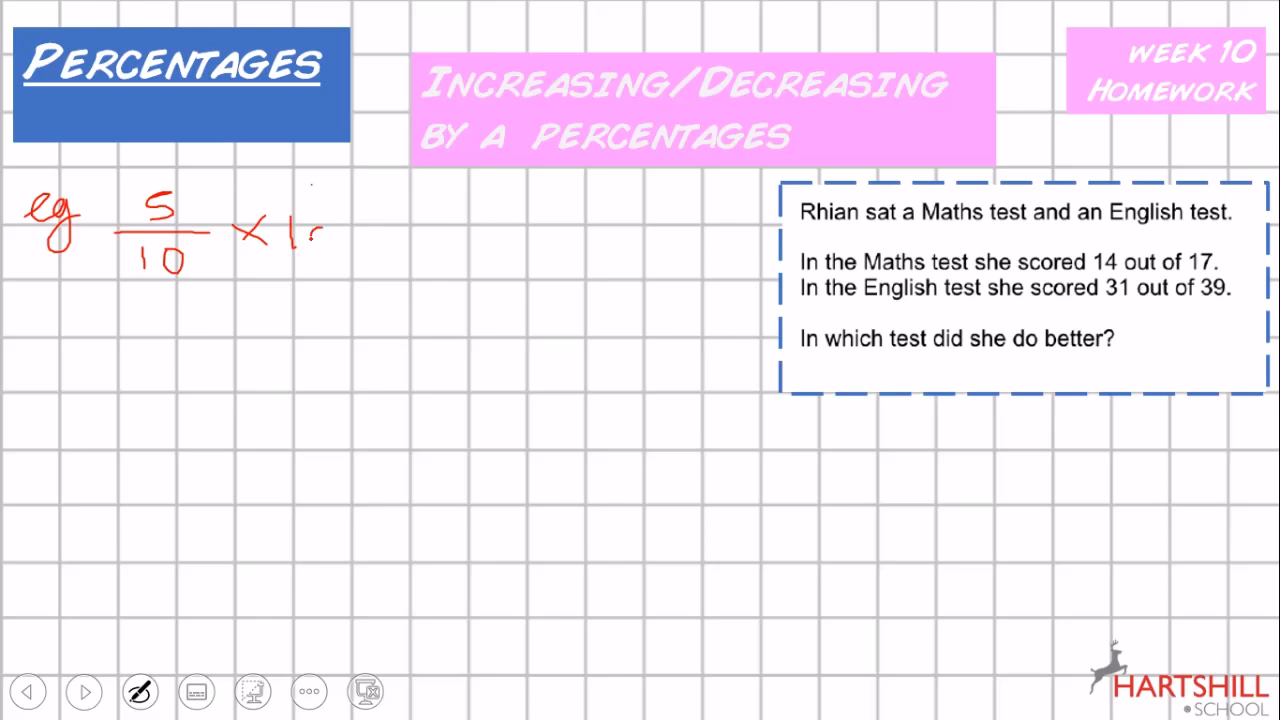 PERCENTAGES
INCREASING/DECREASING
BY A PERCENTAGES
WEEK 10
HOMEWORK
eg 5
10
× 1
Rhian sat a Maths test and an English test.
In the Maths test she scored 14 out of 17.
In the English test she scored 31 out of 39.
In which test did she do better?
HARTSHILL
SCHOOL